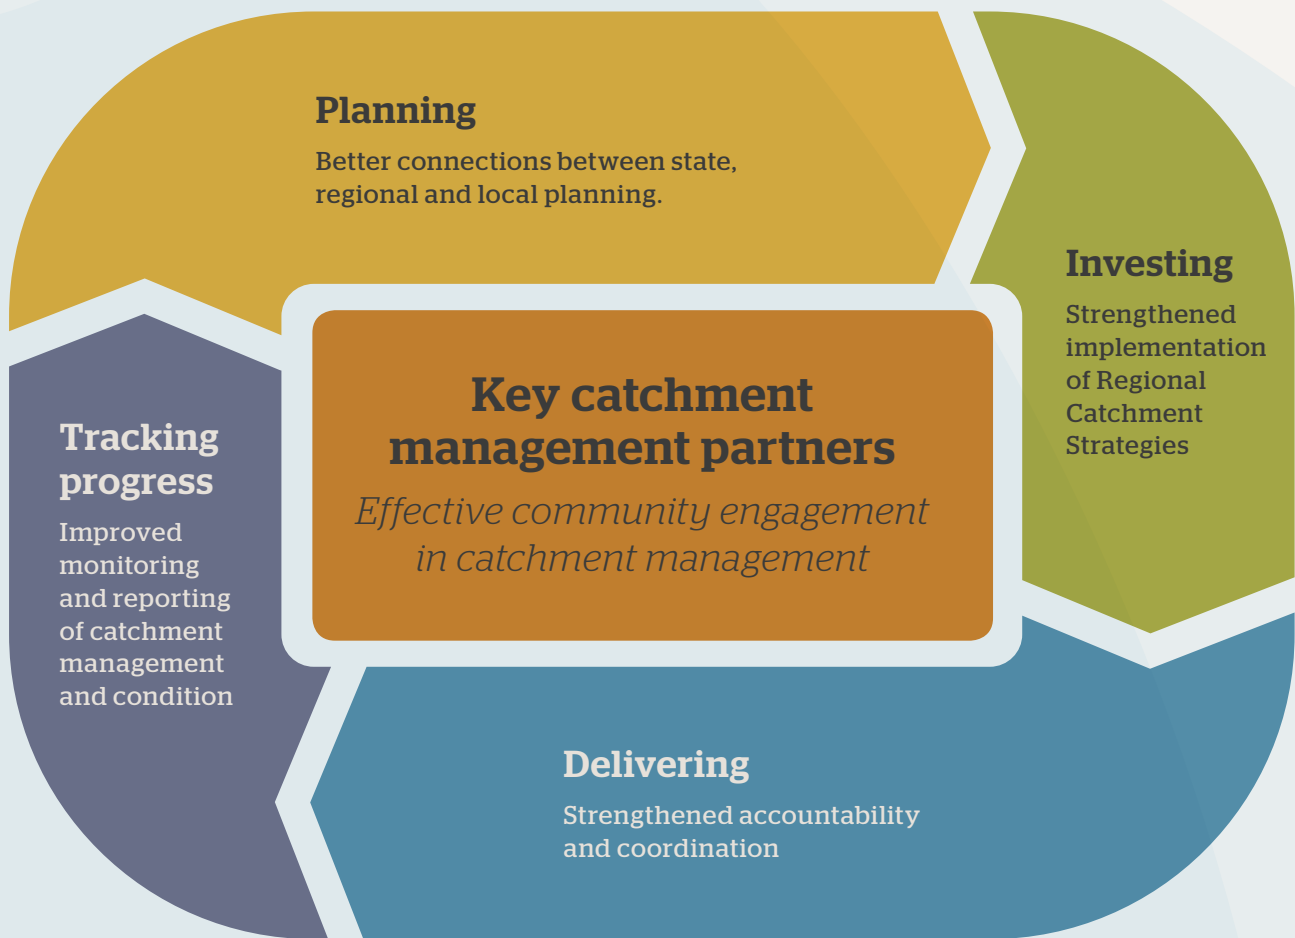 Planning
Better connections between state,
regional and local planning.
Investing
Strengthened
implementation
of Regional
Catchment
Strategies
Key catchment
management partners
Effective community engagement
in catchment management
Tracking
progress
Improved
monitoring
and reporting
of catchment
management
and condition
Delivering
Strengthened accountability
and coordination